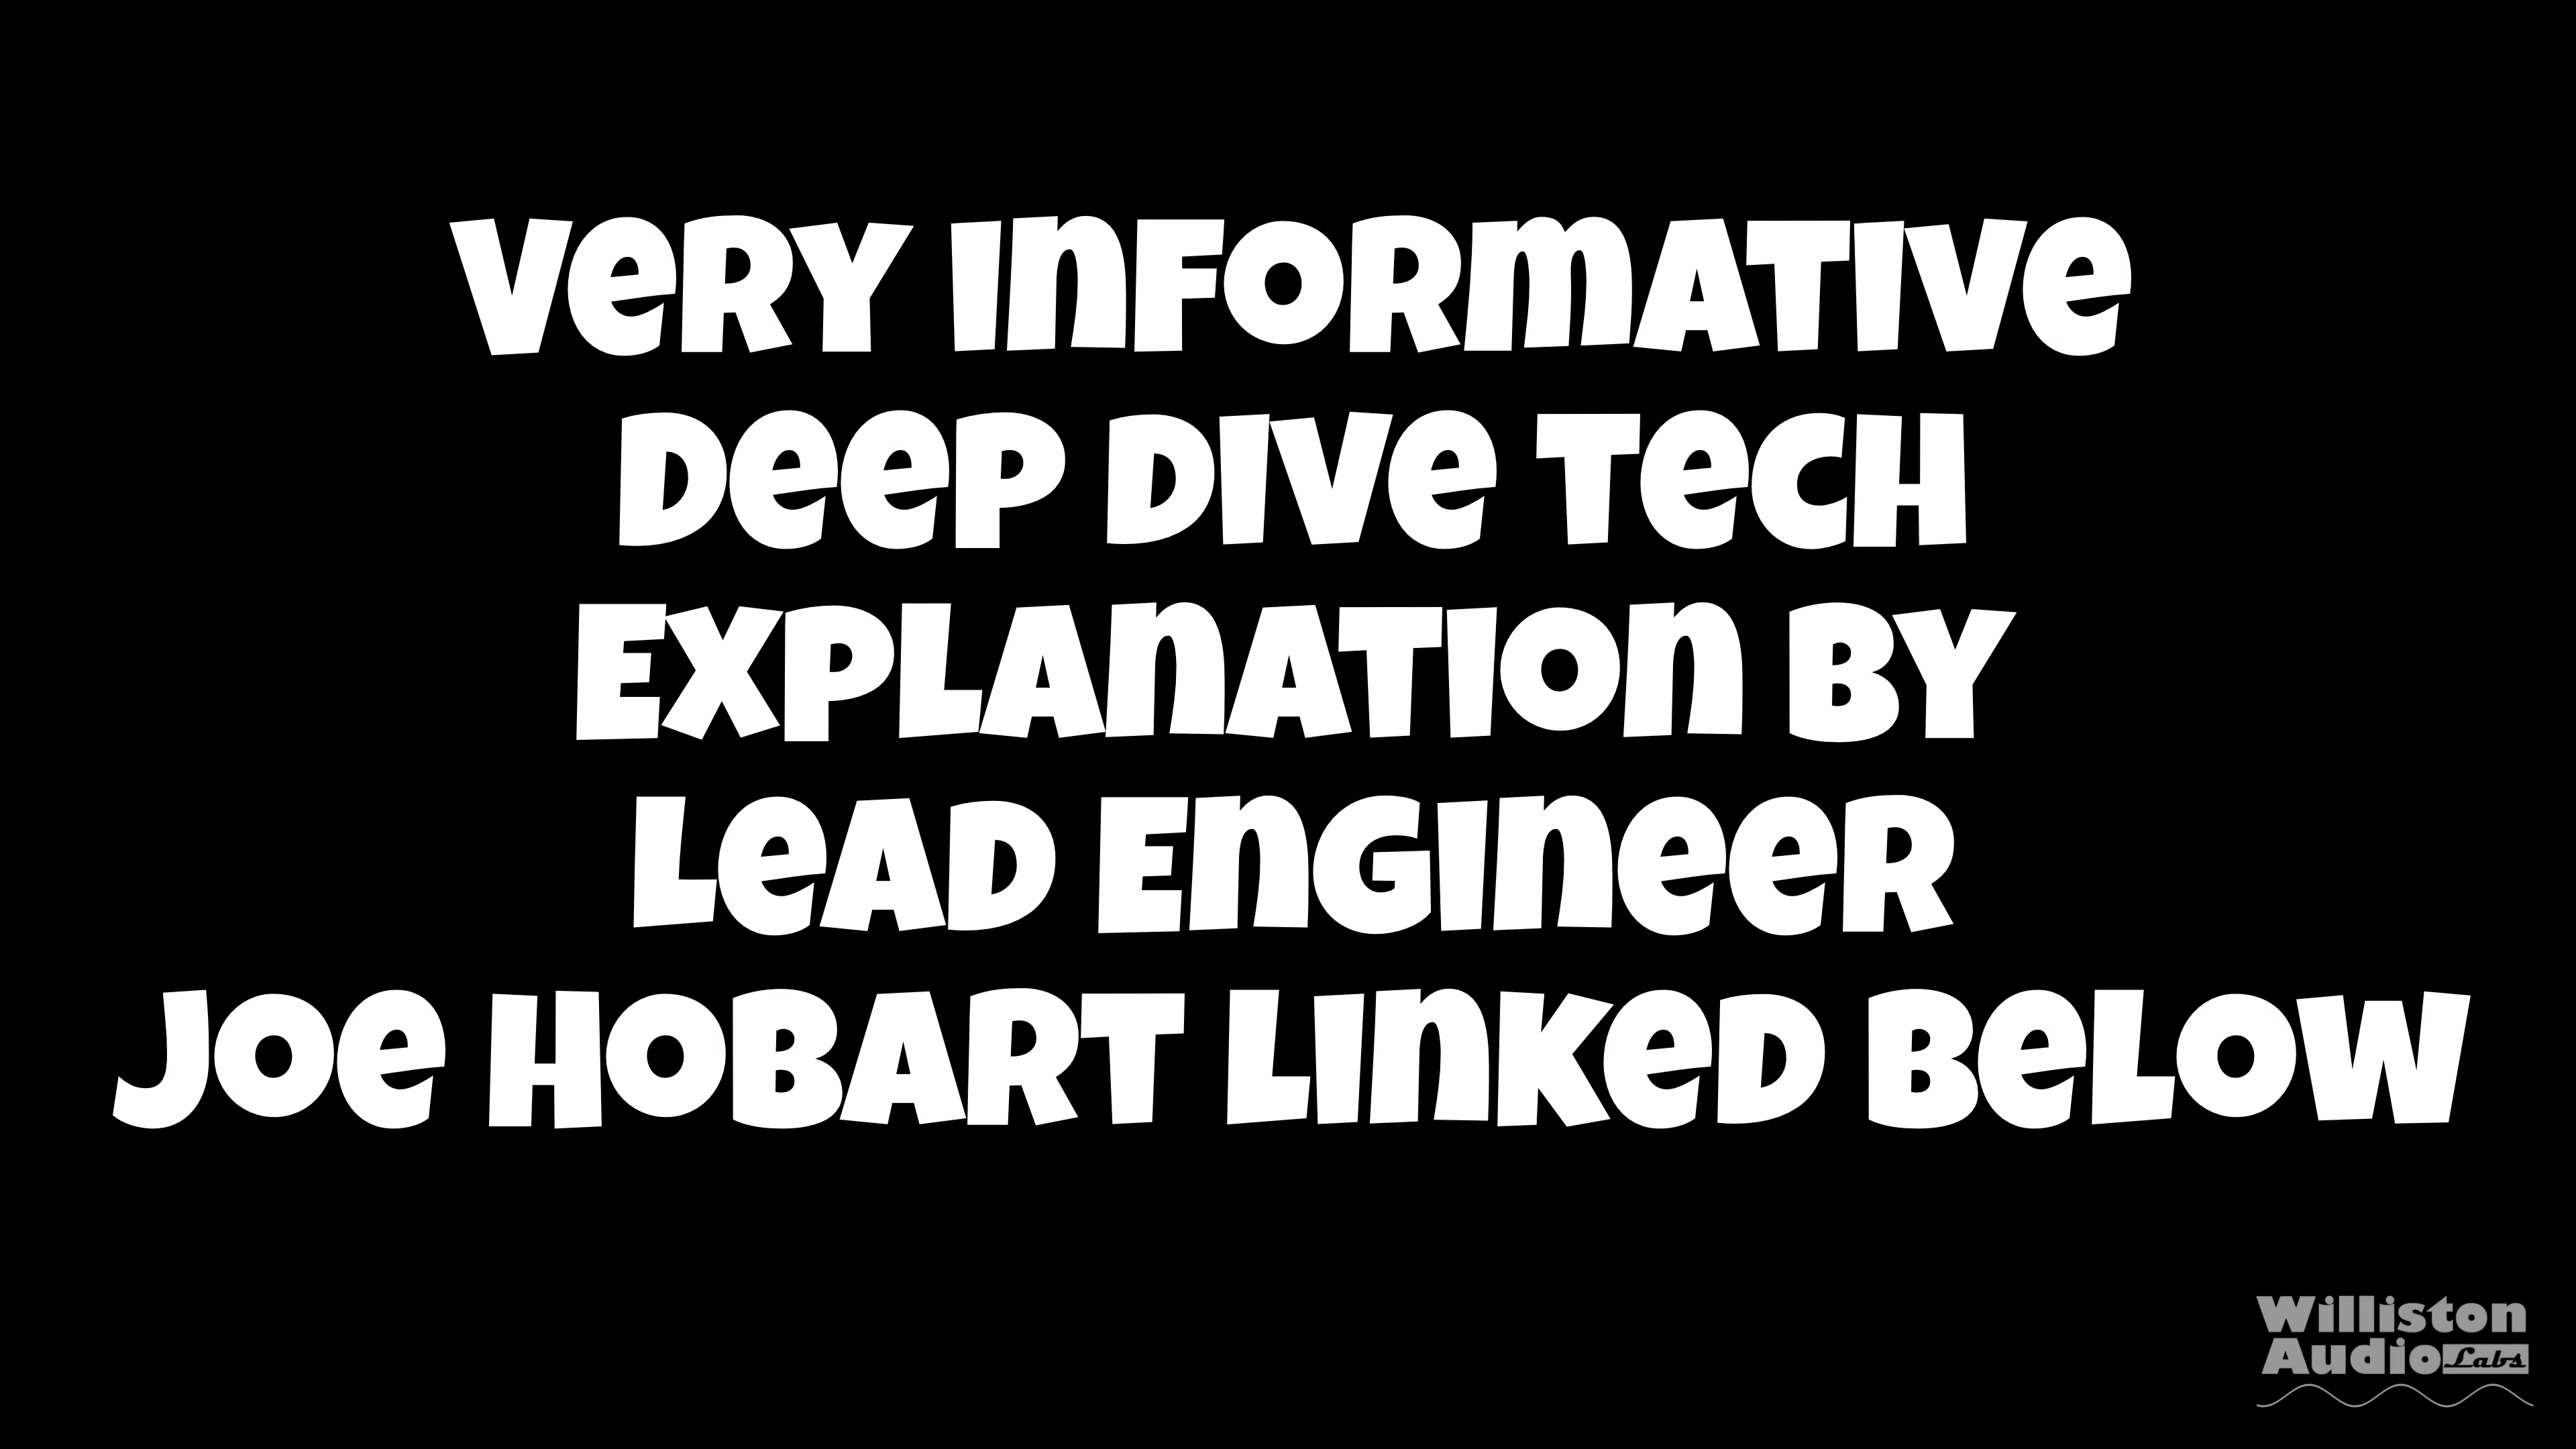 Very Informative
Deep Dive Tech
Explanation by
Lead Engineer
Joe Hobart Linked Below
Williston
Audio Labs